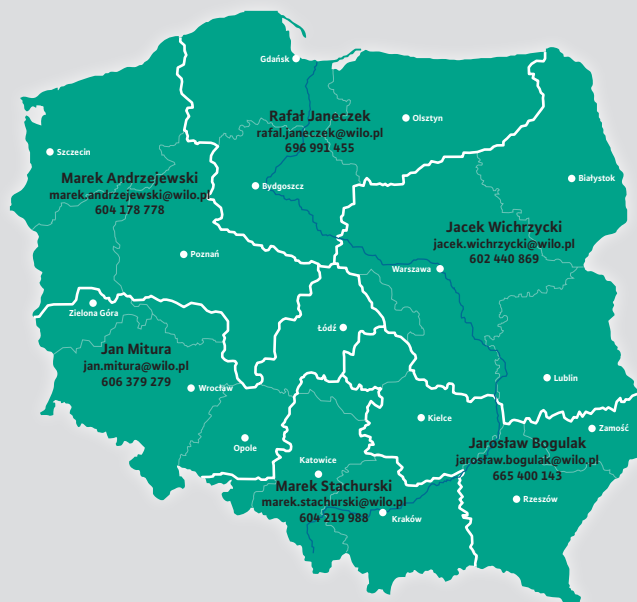 Gdańsk
Rafał Janeczek
rafal.janeczek@wilo.pl
696 991 455
Olsztyn
Szczecin
Marek Andrzejewski
marek.andrzejewski@wilo.pl
604 178 778
Bydgoszcz
Białystok
Jacek Wichrzycki
jacek.wichrzycki@wilo.pl
602 440 869
Poznań
Warszawa
Zielona Góra
Łódź
Jan Mitura
jan.mitura@wilo.pl
606 379 279
Wrocław
Lublin
Kielce
Zamość
Opole
Jarosław Bogulak
jarosław.bogulak@wilo.pl
665 400 143
Katowice
Marek Stachurski
marek.stachurski@wilo.pl
604 219 988
Rzeszów
Kraków